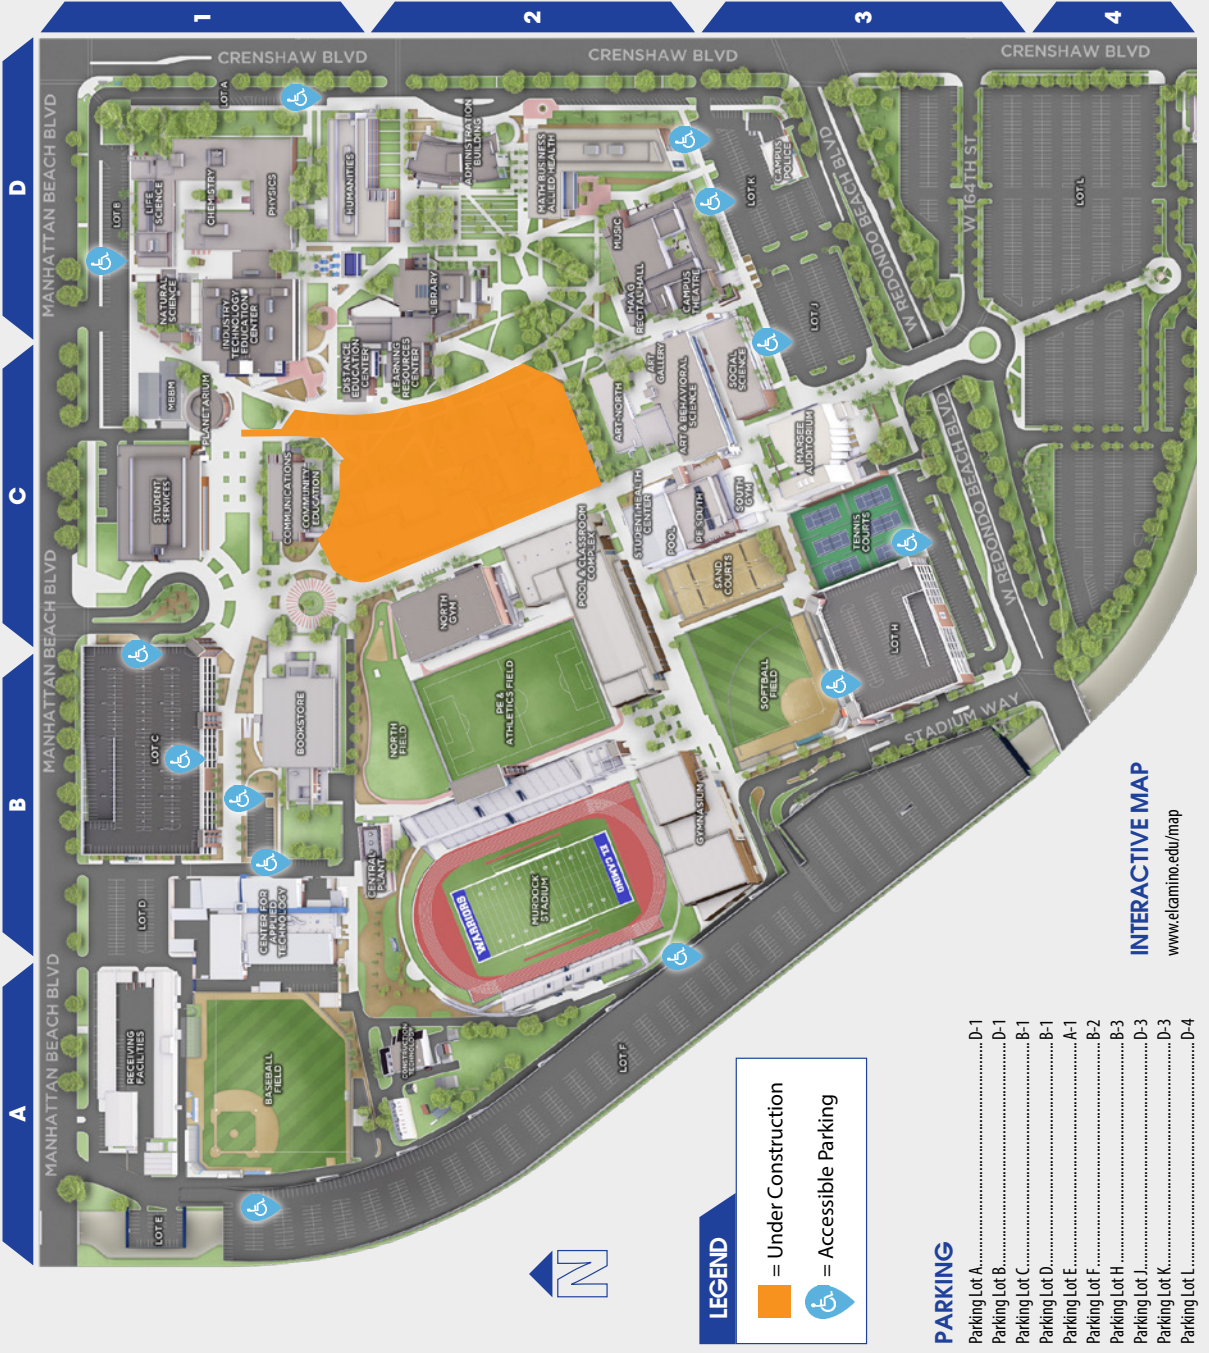 1
2
3
4
D
C
B
A
CRENSHAW BLVD
CRENSHAW BLVD
CRENSHAW BLVD
MANHATTAN BEACH BLVD
MANHATTAN BEACH BLVD
MANHATTAN BEACH BLVD
W REDONDO BEACH BLVD
W REDONDO BEACH BLVD
W 164TH ST
STADIUM WAY
LOT A
LOT B
LIFE
SCIENCE
CHEMISTRY
PHYSICS
HUMANITIES
ADMINISTRATION
BUILDING
MATH BUSINESS
ALLIED HEALTH
CAMPUS
POLICE
LOT K
LOT L
MUSIC
HAAG
RECITAL HALL
CAMPUS
THEATRE
LOT J
NATURAL
SCIENCE
INDUSTRY
TECHNOLOGY
EDUCATION
CENTER
LIBRARY
DISTANCE
EDUCATION
CENTER
LEARNING
RESOURCES
CENTER
MBBM
PLANETARIUM
ART-NORTH
ART
GALLERY
ART & BEHAVIORAL
SCIENCE
SOCIAL
SCIENCE
MARSEE
AUDITORIUM
STUDENT
SERVICES
COMMUNICATIONS
COMMUNITY
EDUCATION
STUDENT HEALTH
CENTER
POOL
PE SOUTH
SOUTH
GYM
TENNIS
COURTS
SAND
COURTS
POOL & CLASSROOM
COMPLEX
NORTH
GYM
LOT H
SOFTBALL
FIELD
PE &
ATHLETICS FIELD
NORTH
FIELD
BOOKSTORE
LOT C
GYMNASIUM
CENTRAL
PLANT
WARRIORS
MURDOCK
STADIUM
CENTER FOR
APPLIED
TECHNOLOGY
LOT D
RECEIVING
FACILITIES
BASEBALL
FIELD
CONSTRUCTION
TECHNOLOGY
LOT F
LOT E
N
LEGEND
= Under Construction
= Accessible Parking
INTERACTIVE MAP
www.elcamino.edu/map
PARKING
Parking Lot A D-1
Parking Lot B D-1
Parking Lot C B-1
Parking Lot D B-1
Parking Lot E A-1
Parking Lot F B-2
Parking Lot H B-3
Parking Lot J D-3
Parking Lot K D-3
Parking Lot L D-4